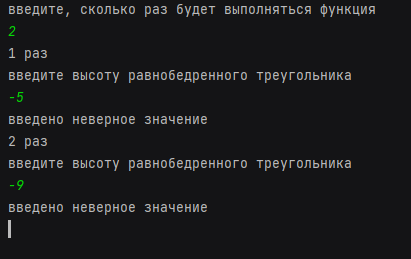 введите, сколько раз будет выполняться функция
2
1 раз
введите высоту равнобедренного треугольника
-5
введено неверное значение
2 раз
введите высоту равнобедренного треугольника
-9
введено неверное значение